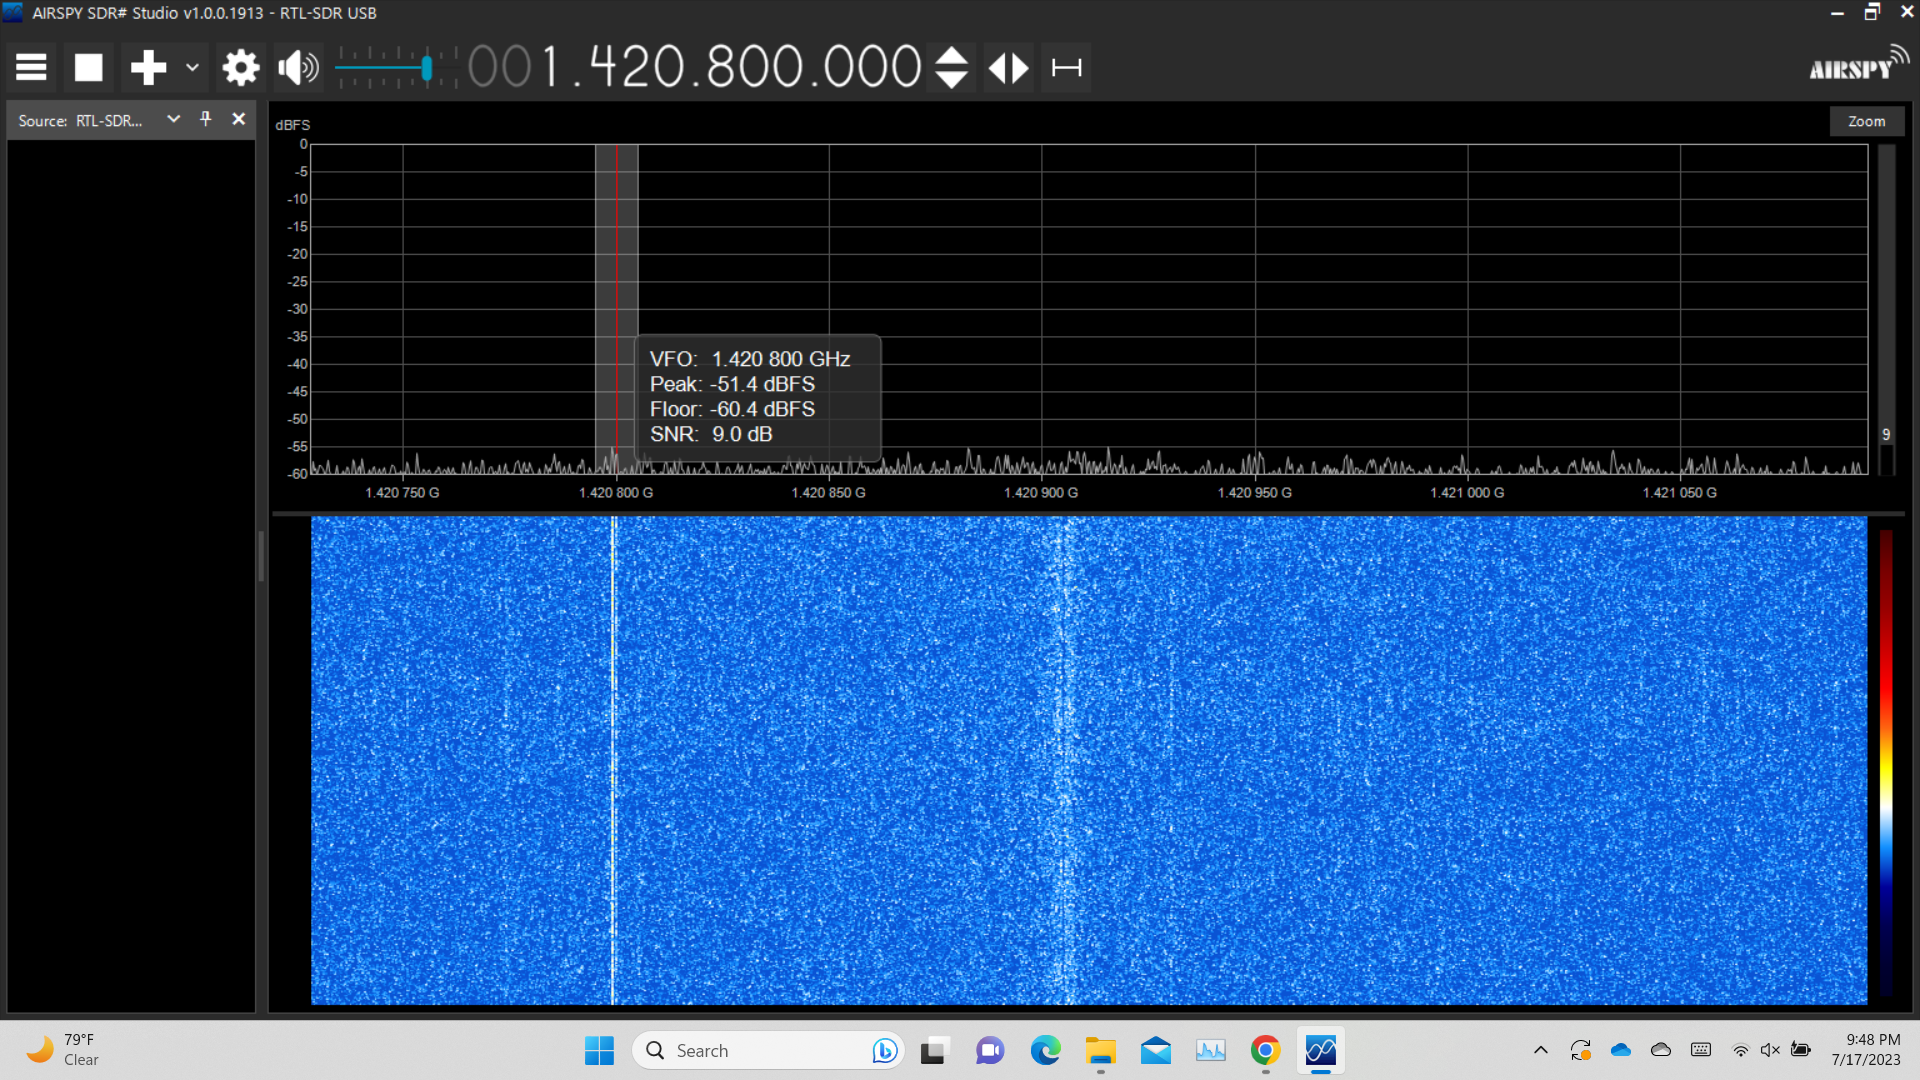 AIRSPY SDR# Studio v1.0.0.1913 - RTL-SDR USB
001.420.800.000
AIRSPY
Source: RTL-SDR...
dBFS
Zoom
0
-5
-10
-15
-20
-25
-30
-35
-40
-45
-50
-55
-60
VFO: 1.420 800 GHz
Peak: -51.4 dBFS
Floor: -60.4 dBFS
SNR: 9.0 dB
9
1.420 750 G 1.420 800 G 1.420 850 G 1.420 900 G 1.420 950 G 1.421 000 G 1.421 050 G
79°F
Clear
Search
9:48 PM
7/17/2023